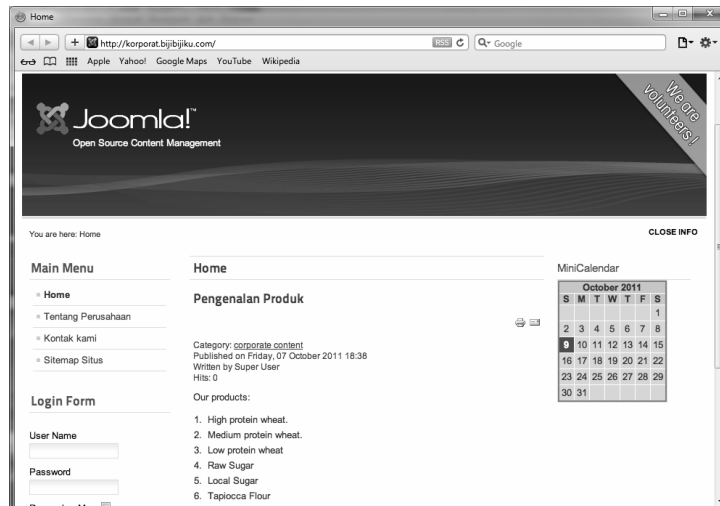 Home
http://korporat.bijibijiku.com/
RSS
Google
Apple Yahoo! Google Maps YouTube Wikipedia
Joomla!™
Open Source Content Management
We are
volunteers!
You are here: Home
CLOSE INFO
Main Menu
Home
Tentang Perusahaan
Kontak kami
Sitemap Situs
Login Form
User Name
Password
Home
Pengenalan Produk
Category: corporate content
Published on Friday, 07 October 2011 18:38
Written by Super User
Hits: 0
Our products:
1. High protein wheat.
2. Medium protein wheat.
3. Low protein wheat
4. Raw Sugar
5. Local Sugar
6. Tapiocca Flour
MiniCalendar
October 2011
S M T W T F S
1
2 3 4 5 6 7 8
9 10 11 12 13 14 15
16 17 18 19 20 21 22
23 24 25 26 27 28 29
30 31